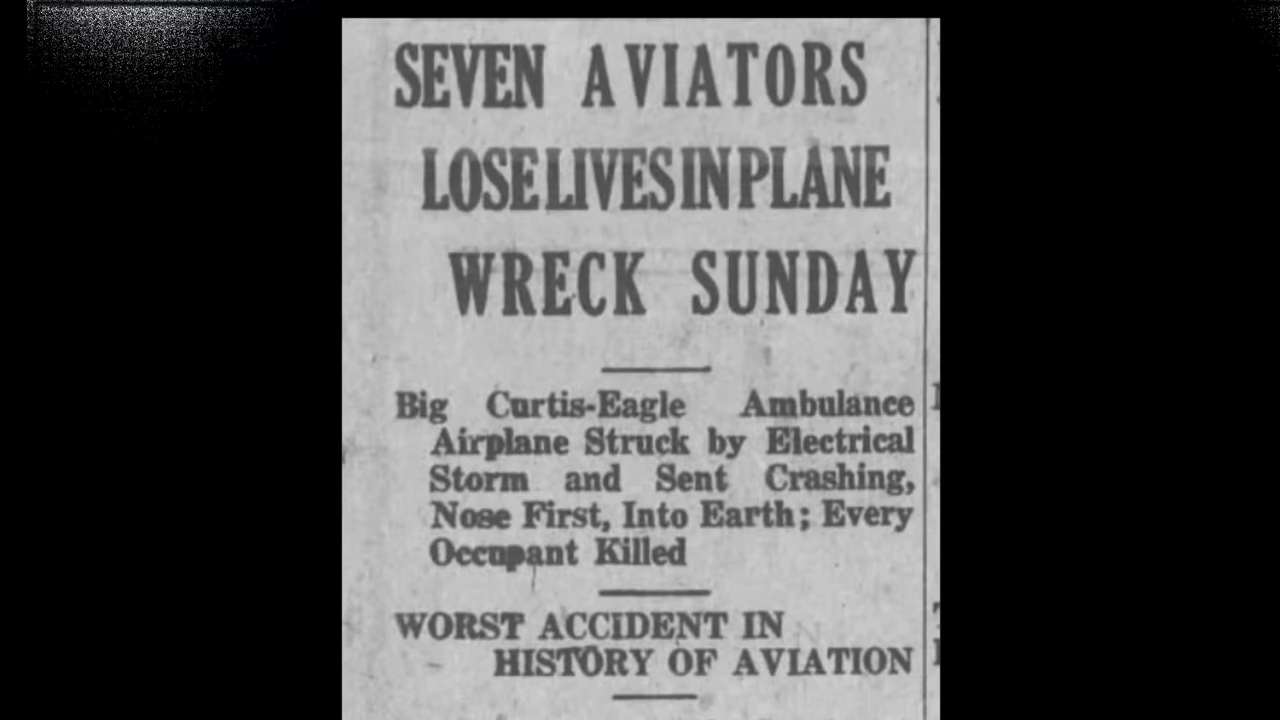 SEVEN AVIATORS
LOSE LIVES IN PLANE
WRECK SUNDAY
Big Curtis-Eagle Ambulance
Airplane Struck by Electrical
Storm and Sent Crashing,
Nose First, Into Earth; Every
Occupant Killed
WORST ACCIDENT IN
HISTORY OF AVIATION